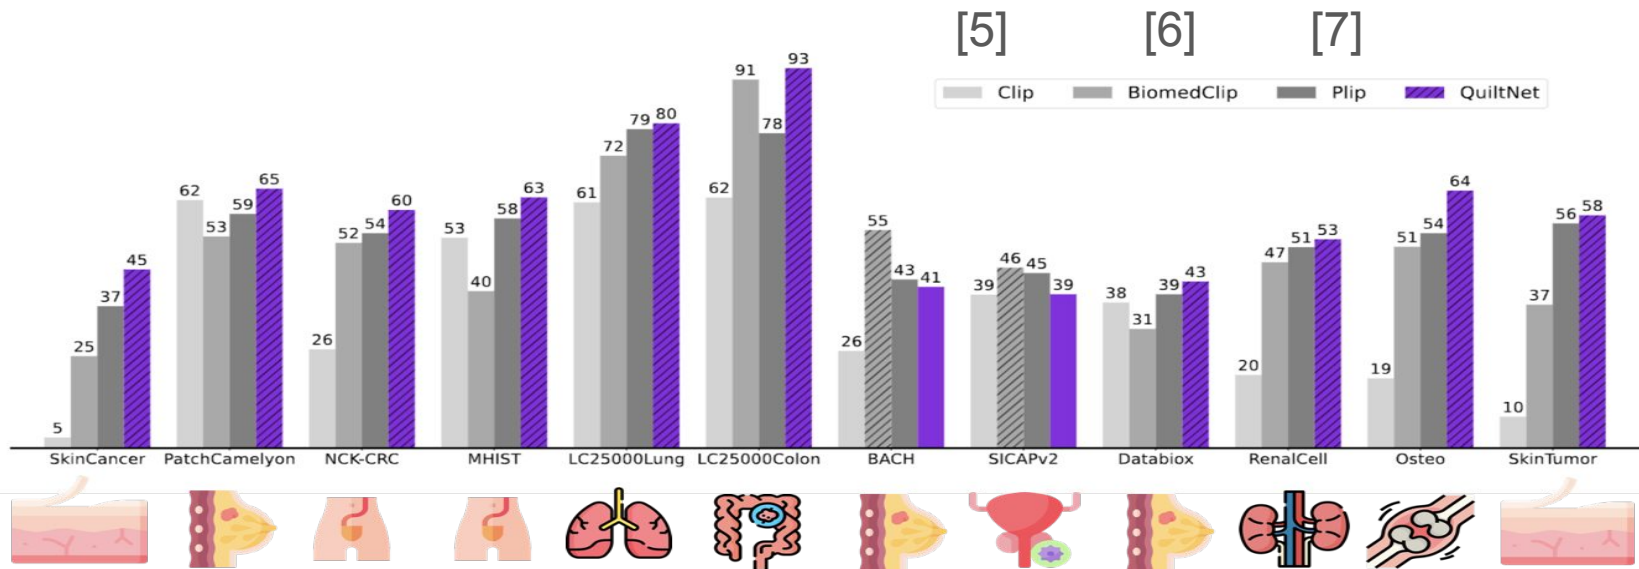 [5] [6] [7]
Clip BiomedClip Plip QuiltNet
5 25 37 45
62 53 59 65
26 52 54 60
53 40 58 63
61 72 79 80
62 91 78 93
26 55 43 41
39 46 45 39
38 31 39 43
20 47 51 53
19 51 54 64
10 37 56 58
SkinCancer PatchCamelyon NCK-CRC MHIST LC25000Lung LC25000Colon BACH SICAPv2 Databiox RenalCell Osteo SkinTumor